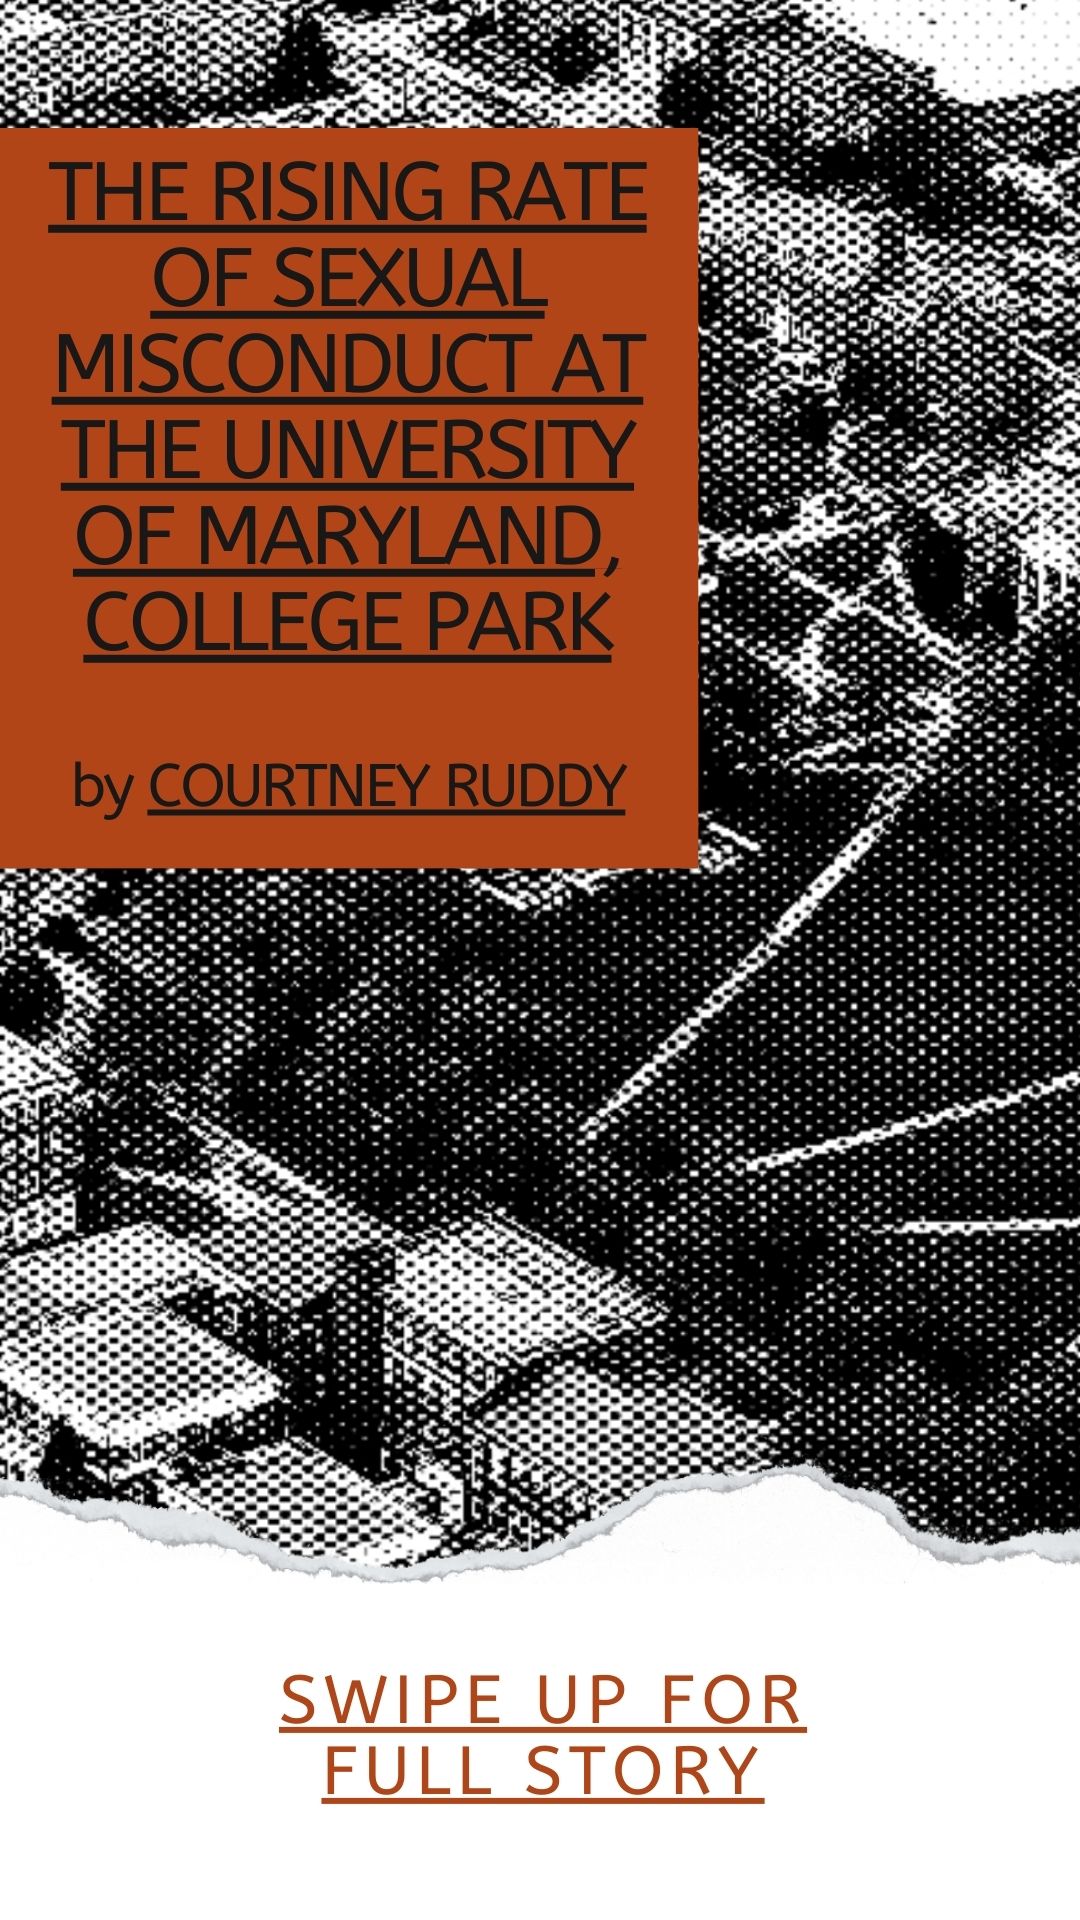 THE RISING RATE
OF SEXUAL
MISCONDUCT AT
THE UNIVERSITY
OF MARYLAND,
COLLEGE PARK
by COURTNEY RUDDY
SWIPE UP FOR
FULL STORY